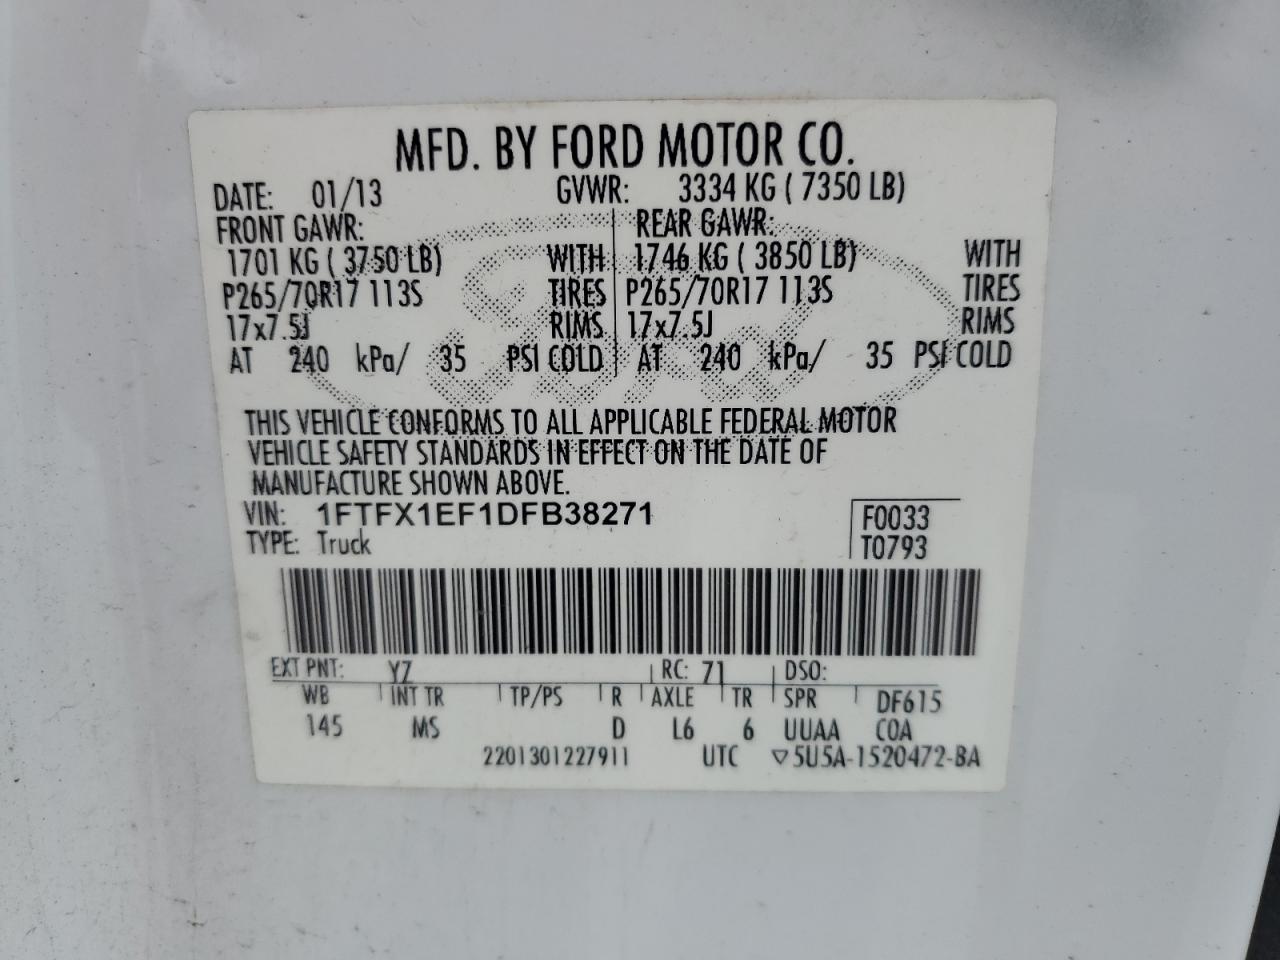 MFD. BY FORD MOTOR CO.
DATE: 01/13 GVWR: 3334 KG ( 7350 LB)
FRONT GAWR: REAR GAWR:
1701 KG ( 3750 LB) WITH 1746 KG ( 3850 LB) WITH
P265/70R17 113S TIRES P265/70R17 113S TIRES
17x7.5J RIMS 17x7.5J RIMS
AT 240 kPa/ 35 PSI COLD AT 240 kPa/ 35 PSI COLD
Ford
THIS VEHICLE CONFORMS TO ALL APPLICABLE FEDERAL MOTOR
VEHICLE SAFETY STANDARDS IN EFFECT ON THE DATE OF
MANUFACTURE SHOWN ABOVE.
VIN: 1FTFX1EF1DFB38271 F0033
TYPE: Truck T0793
EXT PNT: YZ RC: 71 DSO:
WB INT TR TP/PS R AXLE TR SPR DF615
145 MS D L6 6 UUAA COA
2201301227911 UTC ▽5U5A-1520472-BA